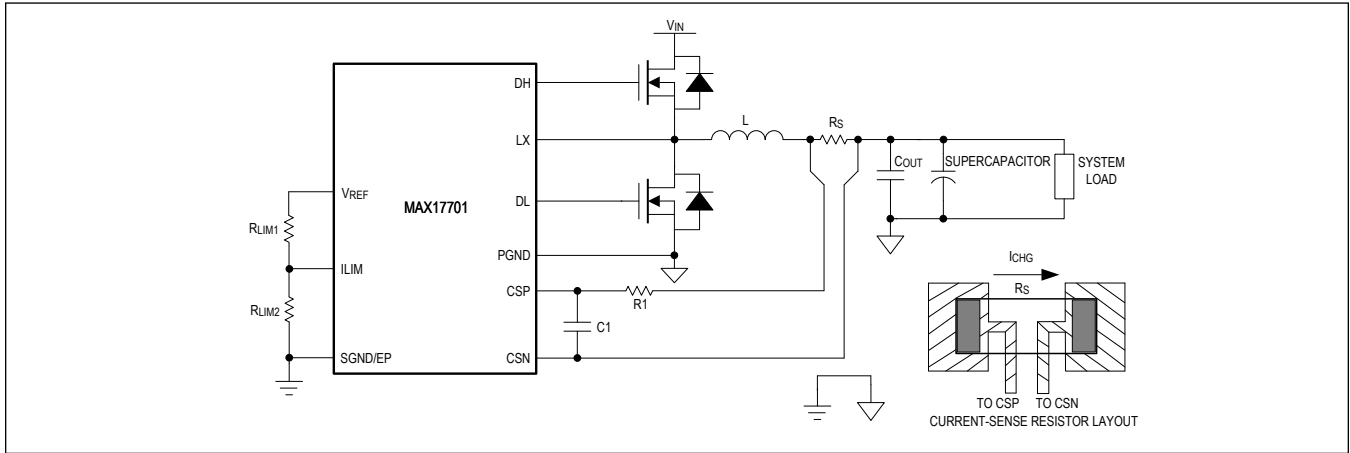 VIN
DH
LX
L
RS
COUT
SUPERCAPACITOR
SYSTEM
LOAD
VREF
MAX17701
DL
RLIM1
ILIM
PGND
ICHG
RS
CSP
R1
RLIM2
C1
SGND/EP
CSN
TO CSP
TO CSN
CURRENT-SENSE RESISTOR LAYOUT